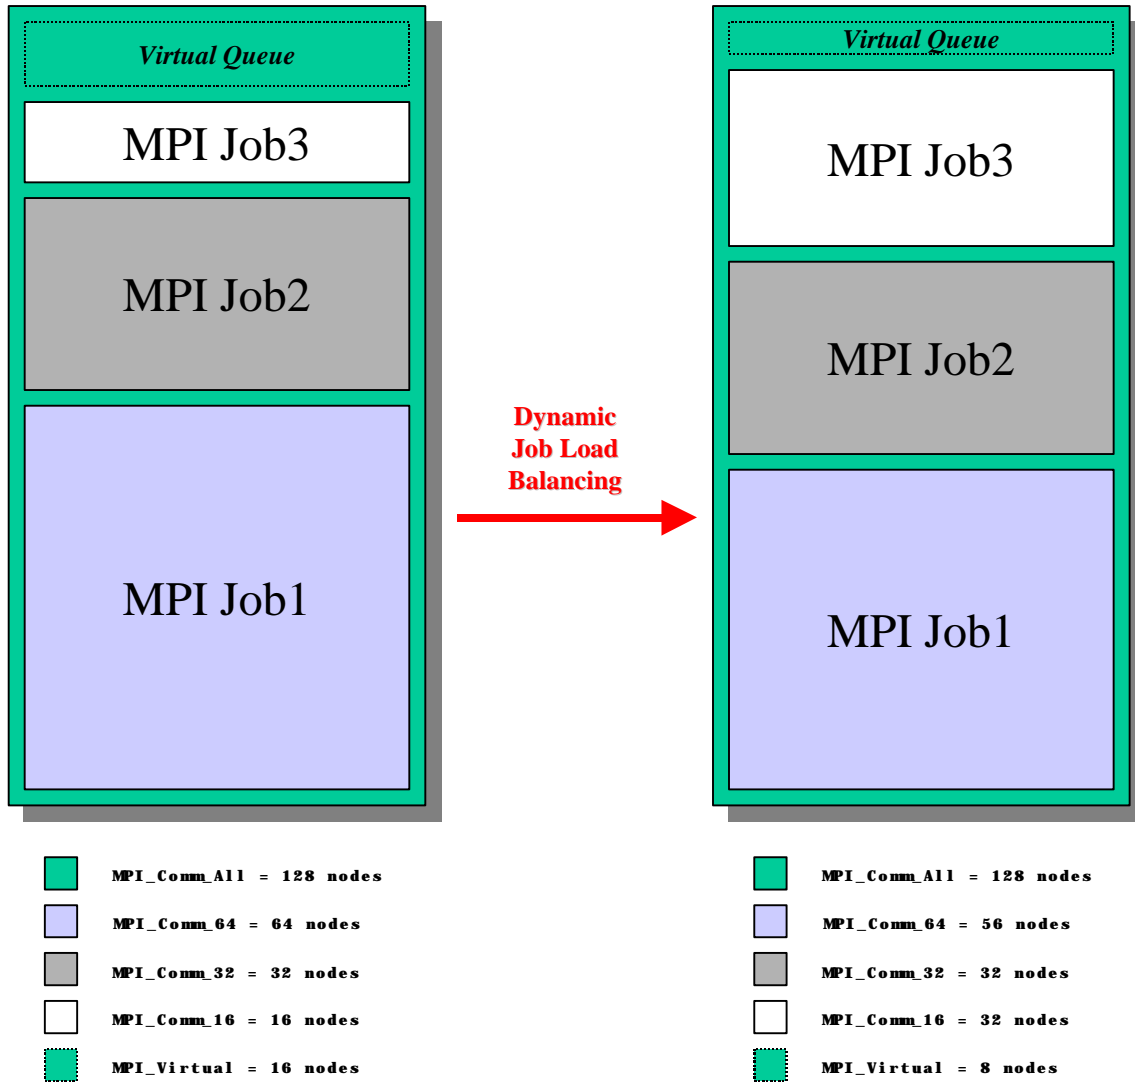 Virtual Queue
MPI Job3
MPI Job2
MPI Job1
Dynamic
Job Load
Balancing
Virtual Queue
MPI Job3
MPI Job2
MPI Job1
MPI_Comm_All = 128 nodes
MPI_Comm_64 = 64 nodes
MPI_Comm_32 = 32 nodes
MPI_Comm_16 = 16 nodes
MPI_Virtual = 16 nodes
MPI_Comm_All = 128 nodes
MPI_Comm_64 = 56 nodes
MPI_Comm_32 = 32 nodes
MPI_Comm_16 = 32 nodes
MPI_Virtual = 8 nodes